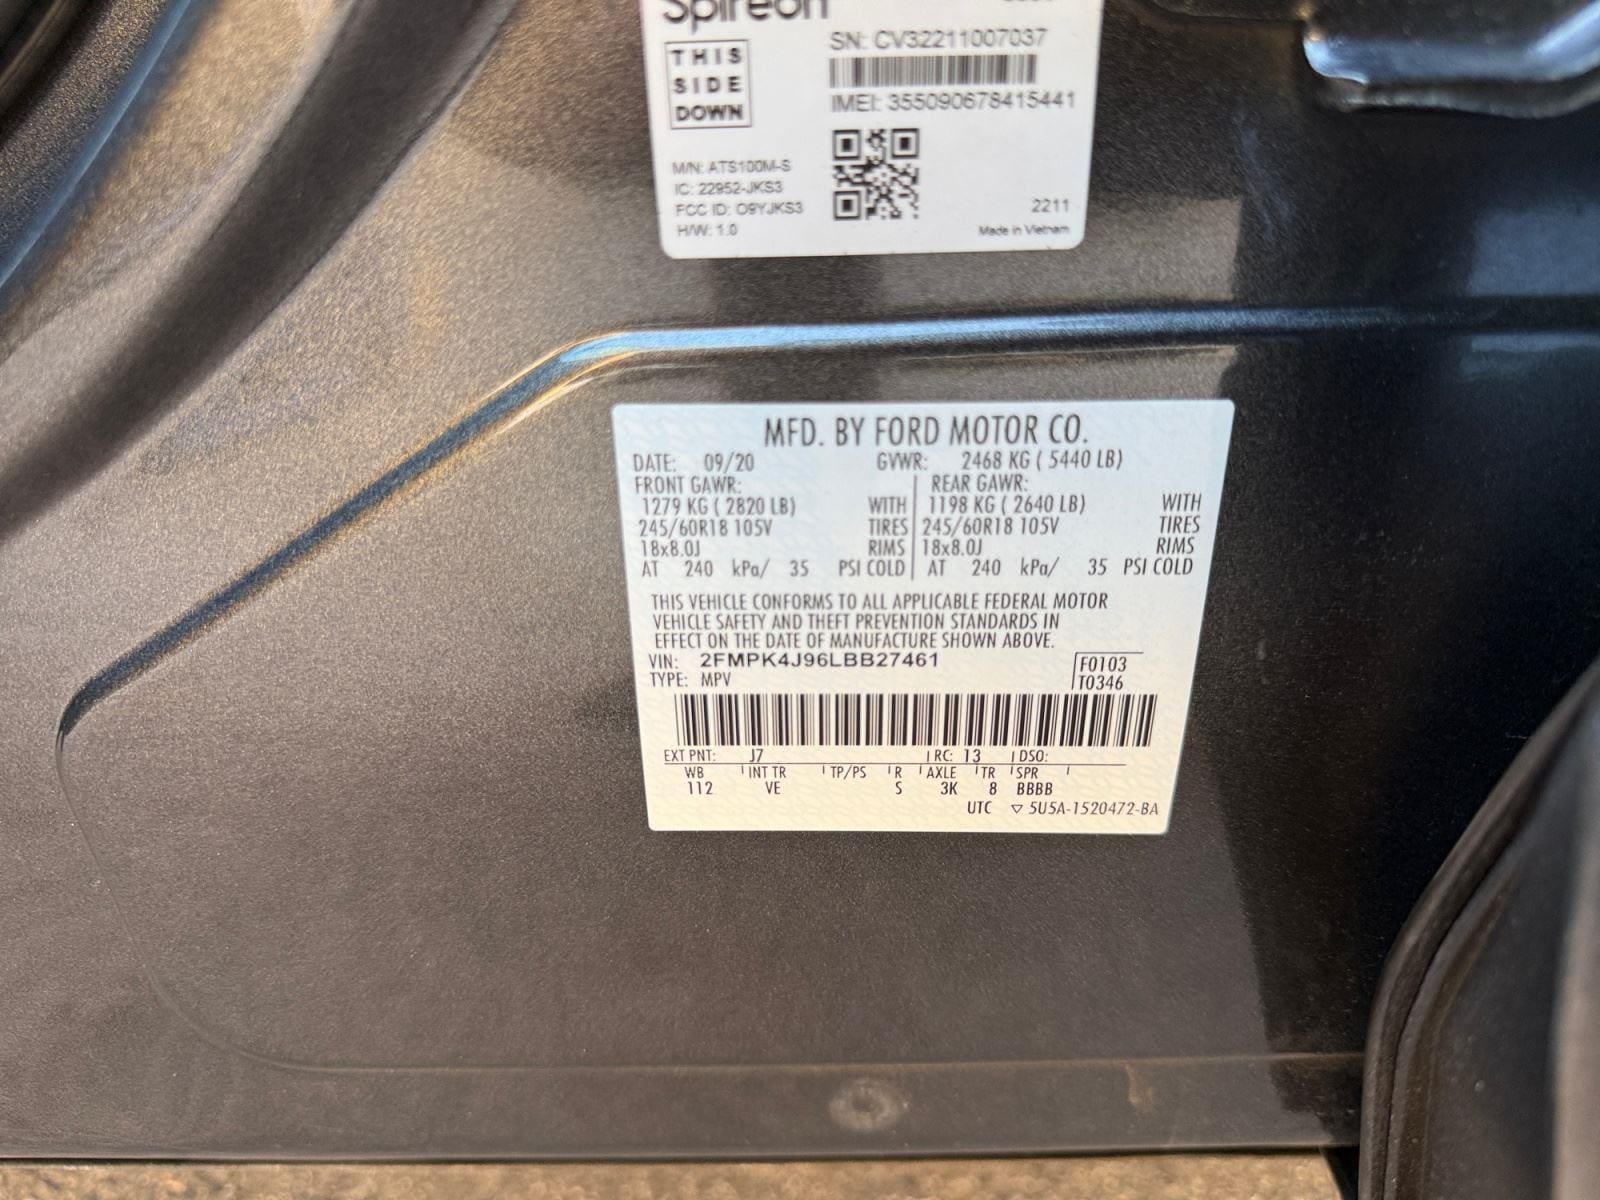 Spireon
SN: CV32211007037
THIS
SIDE
DOWN
IMEI: 355090678415441
M/N: ATS100M-S
IC: 22952-JKS3
FCC ID: O9YJKS3
H/W: 1.0
2211
Made in Vietnam
MFD. BY FORD MOTOR CO.
DATE: 09/20 GVWR: 2468 KG ( 5440 LB)
FRONT GAWR: REAR GAWR:
1279 KG ( 2820 LB) WITH 1198 KG ( 2640 LB) WITH
245/60R18 105V TIRES 245/60R18 105V TIRES
18x8.0J RIMS 18x8.0J RIMS
AT 240 kPa/ 35 PSI COLD AT 240 kPa/ 35 PSI COLD
THIS VEHICLE CONFORMS TO ALL APPLICABLE FEDERAL MOTOR
VEHICLE SAFETY AND THEFT PREVENTION STANDARDS IN
EFFECT ON THE DATE OF MANUFACTURE SHOWN ABOVE.
VIN: 2FMPK4J96LBB27461 F0103
TYPE: MPV T0346
EXT PNT: J7 RC: 13 DSO:
WB INT TR TP/PS R AXLE TR SPR
112 VE S 3K 8 BBBB
UTC ▽ 5U5A-1520472-BA